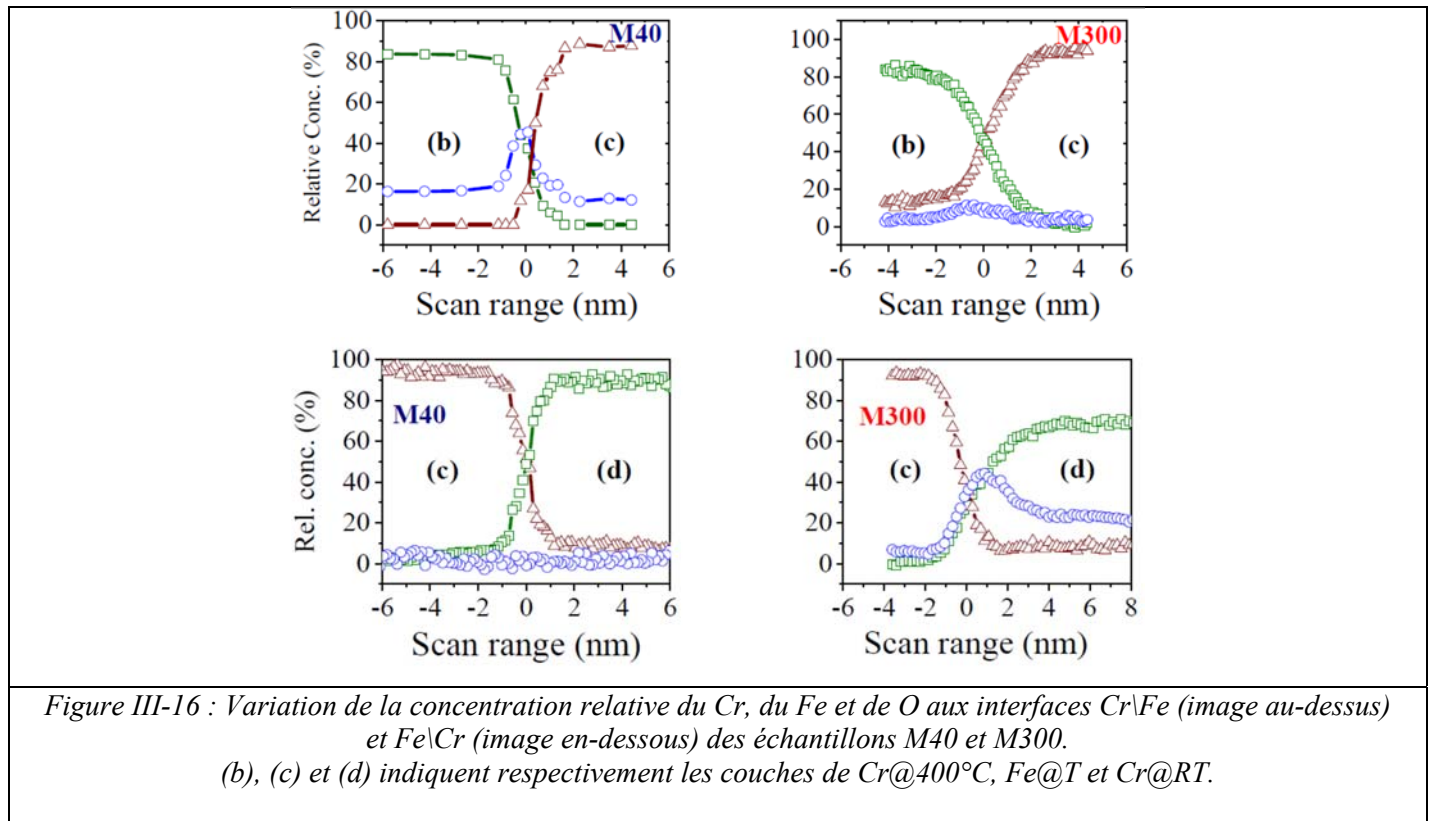 M40
Relative Conc. (%)
80
60
40
20
0
(b)
(c)
-6 -4 -2 0 2 4 6
Scan range (nm)
M300
100
80
60
40
20
0
(b)
(c)
-6 -4 -2 0 2 4 6
Scan range (nm)
Rel. conc. (%)
100
80
60
40
20
0
M40
(c)
(d)
-6 -4 -2 0 2 4 6
Scan range (nm)
100
80
60
40
20
0
M300
(c)
(d)
-6 -4 -2 0 2 4 6 8
Scan range (nm)
Figure III-16 : Variation de la concentration relative du Cr, du Fe et de O aux interfaces Cr\Fe (image au-dessus)
et Fe\Cr (image en-dessous) des échantillons M40 et M300.
(b), (c) et (d) indiquent respectivement les couches de Cr@400°C, Fe@T et Cr@RT.